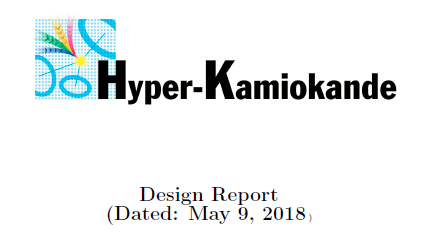 Hyper-Kamiokande
Design Report
(Dated: May 9, 2018)